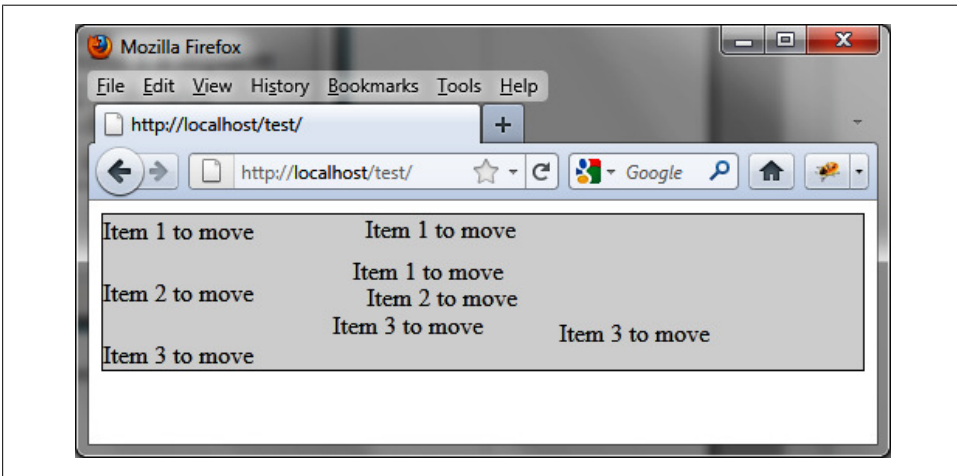 Mozilla Firefox
File Edit View History Bookmarks Tools Help
http://localhost/test/
http://localhost/test/ Google
Item 1 to move Item 1 to move
Item 1 to move
Item 2 to move Item 2 to move
Item 3 to move Item 3 to move
Item 3 to move